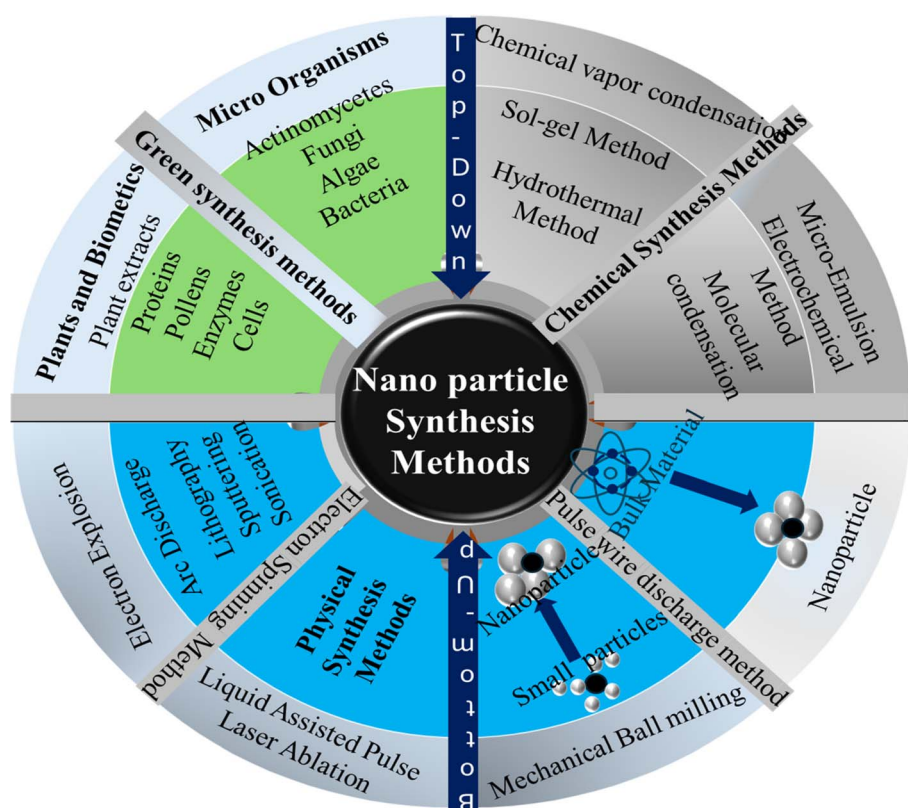 Micro Organisms
Actinomycetes
Fungi
Algae
Bacteria
Green synthesis methods
Plants and Biometics
Plant extracts
Proteins
Pollens
Enzymes
Cells
Top-Down
Chemical vapor condensation
Sol-gel Method
Hydrothermal
Method
Chemical Synthesis Methods
Micro-Emulsion
Electrochemical
Method
Molecular
condensation
Nano particle
Synthesis
Methods
Electron Explosion
Arc Discharge
Lithography
Sputtering
Sonication
Electron Spinning Method
Physical
Synthesis
Methods
Liquid Assisted Pulse
Laser Ablation
Bottom-Up
Bulk Material
Nanoparticle
Pulse wire discharge method
Nanoparticle
Small particles
Mechanical Ball milling